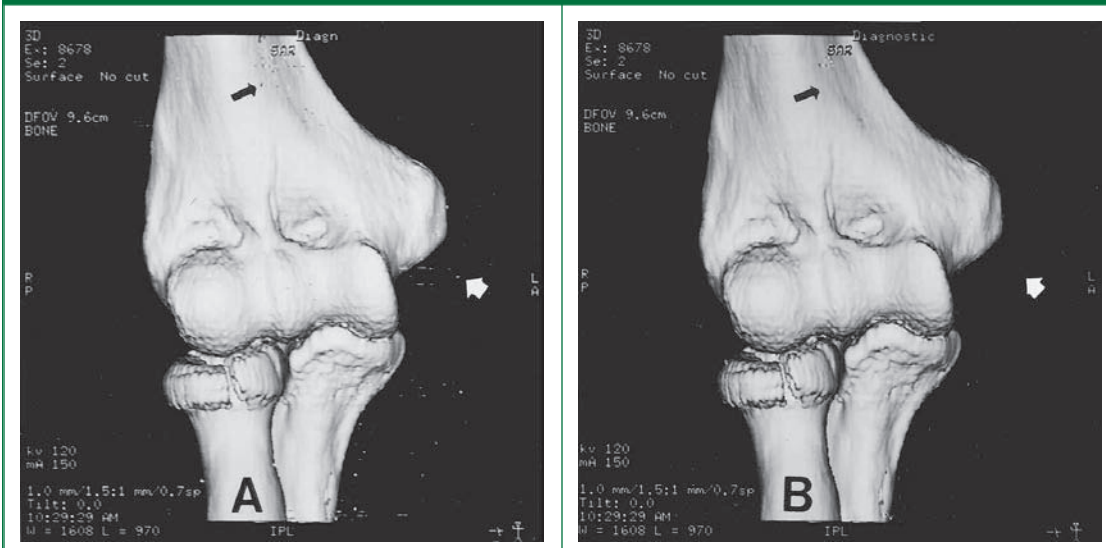 3D
Ex: 8678
Se: 2
Surface No cut
DFOV 9.6cm
BONE
Diagn
SAR
R
P
L
A
kv 120
mA 150
1.0 mm/1.5:1 mm/0.7sp
Tilt: 0.0
10:29:29 AM
W = 1608 L = 970
IPL
A
3D
Ex: 8678
Se: 2
Surface No cut
DFOV 9.6cm
BONE
Diagnostic
SAR
R
P
L
A
kv 120
mA 150
1.0 mm/1.5:1 mm/0.7sp
Tilt: 0.0
10:29:29 AM
W = 1608 L = 970
IPL
B